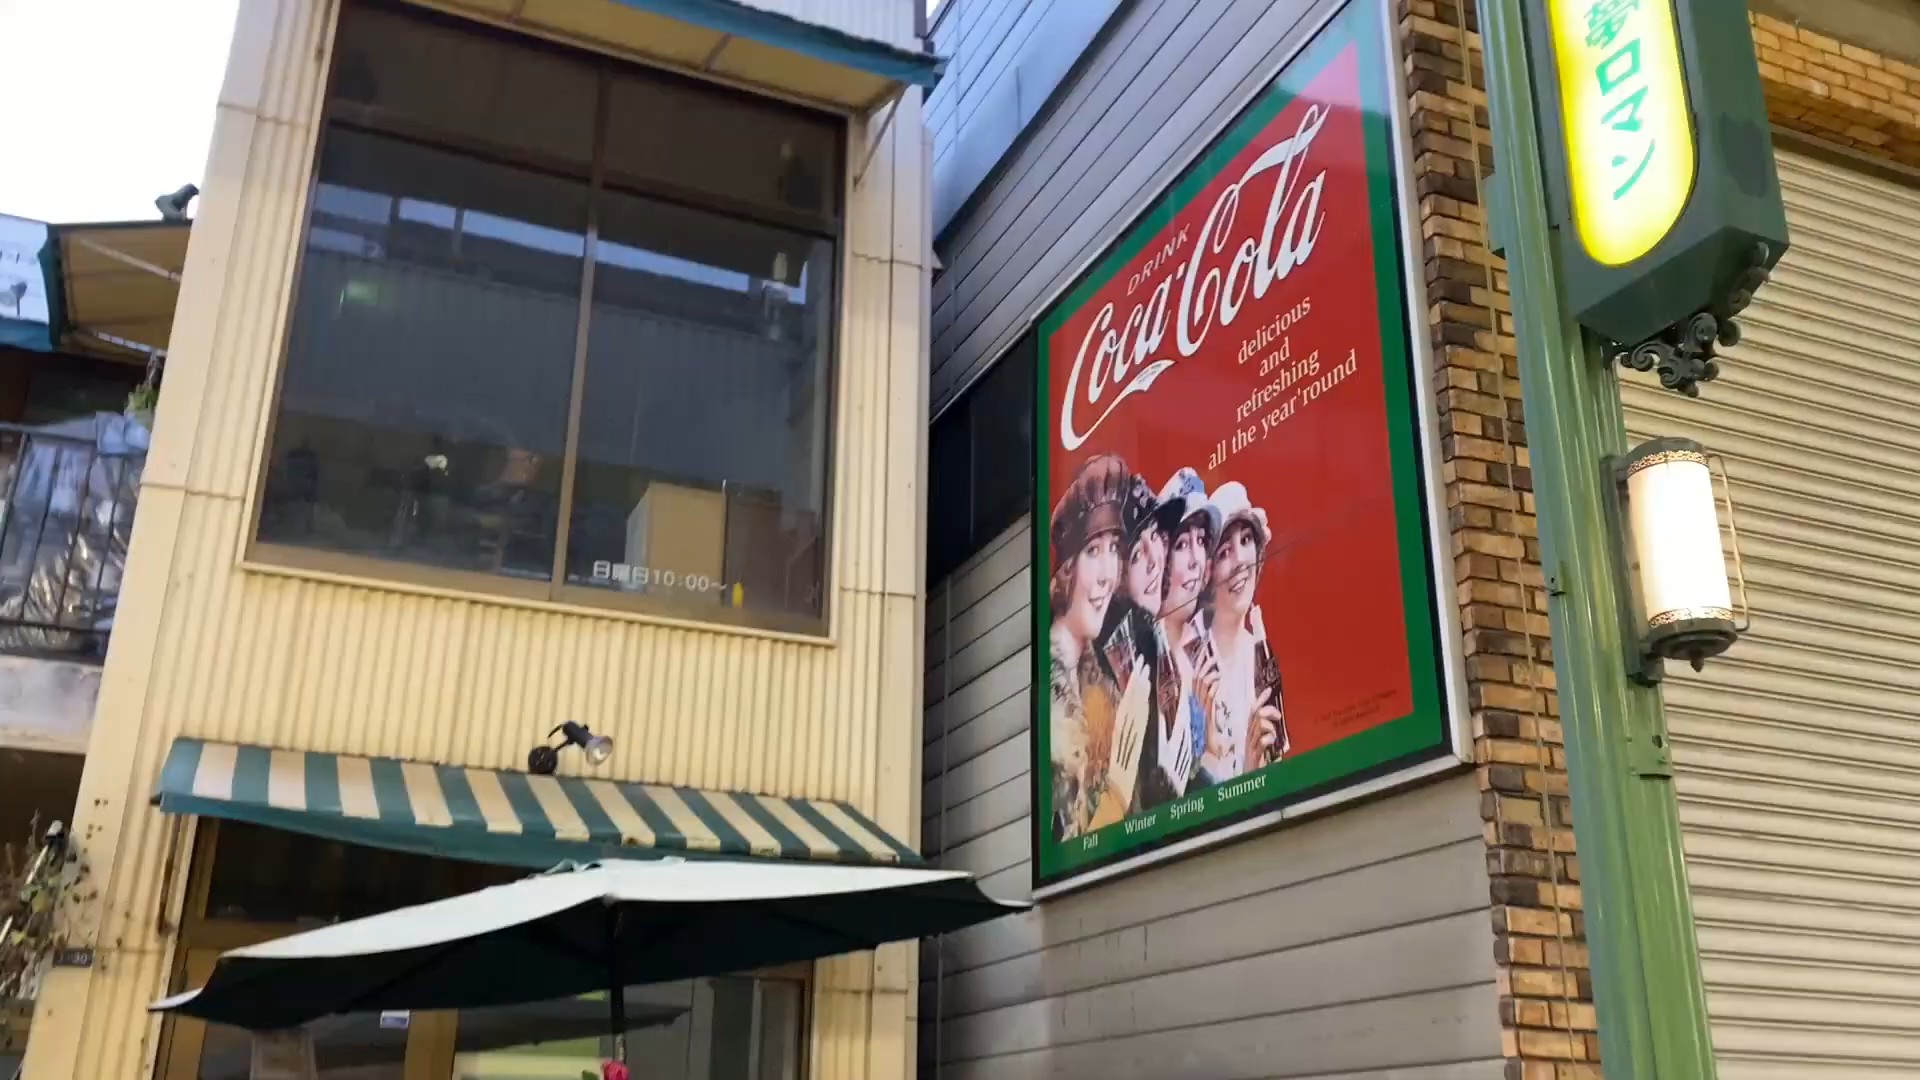 夢ロマン
DRINK
Coca-Cola
delicious
and
refreshing
all the year'round
Fall Winter Spring Summer
日曜日10:00〜